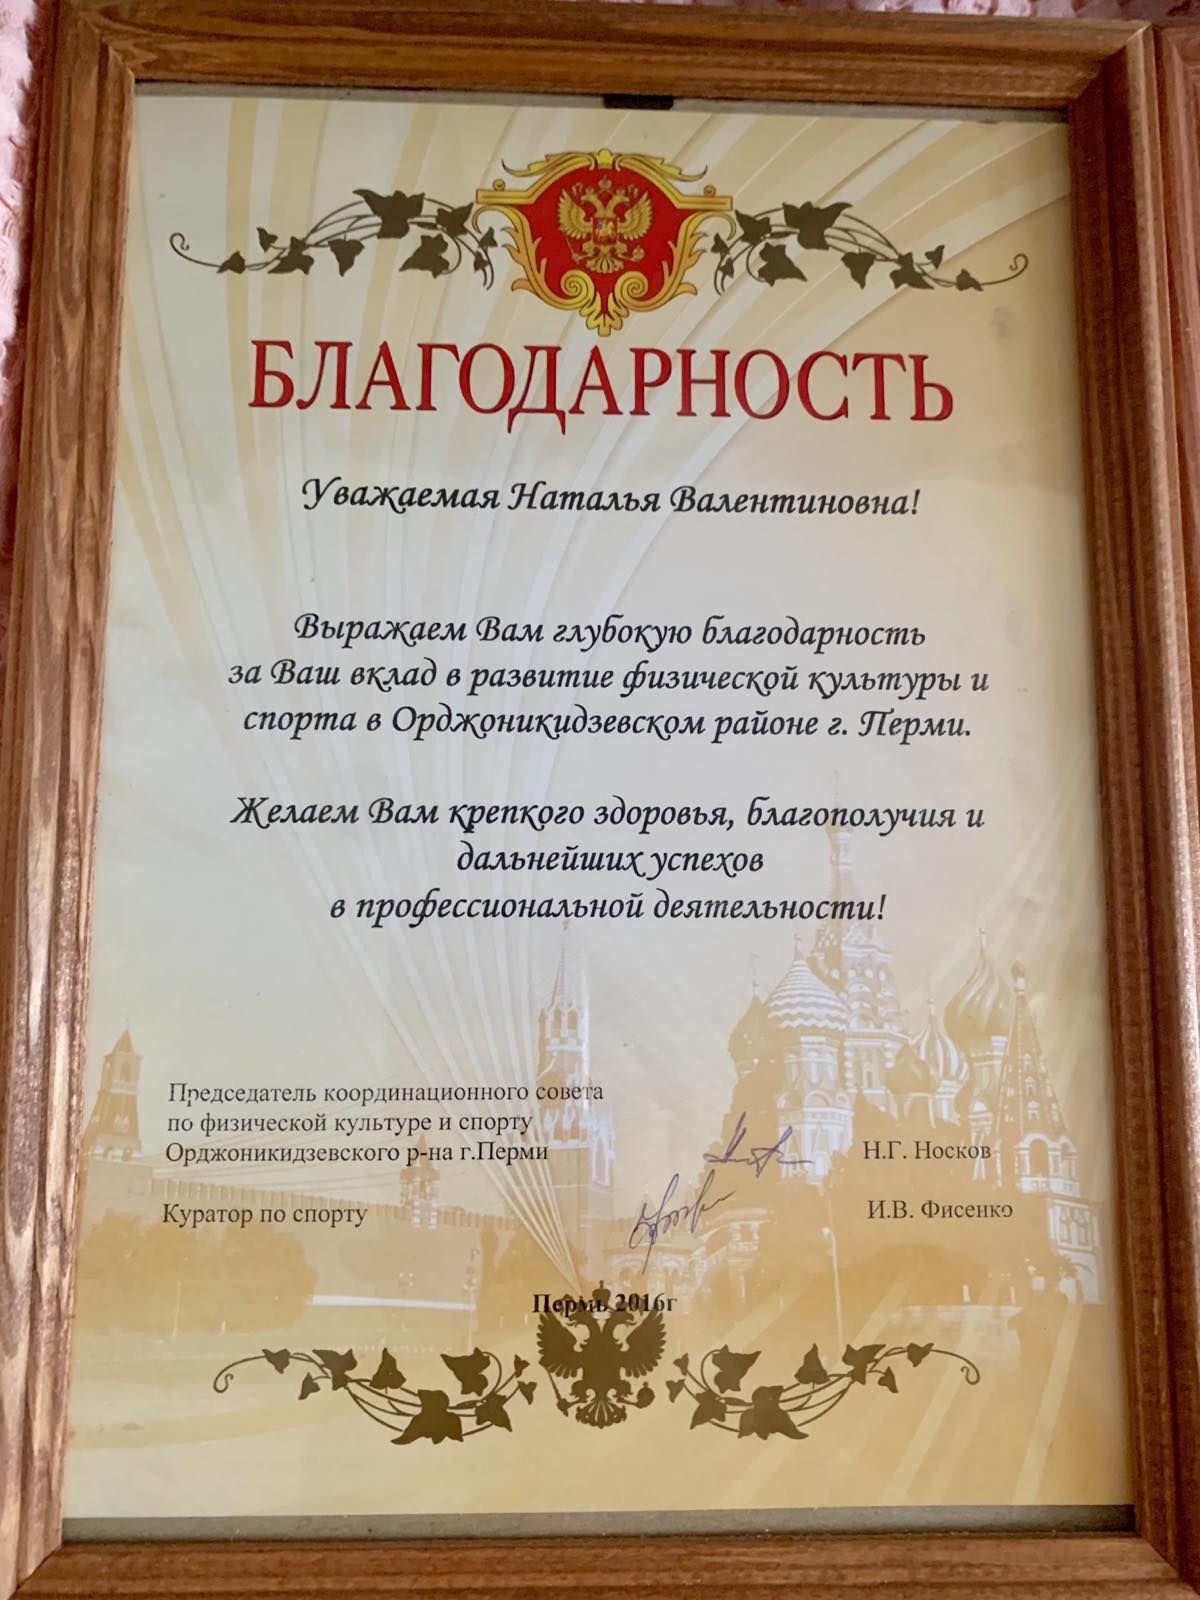 БЛАГОДАРНОСТЬ
Уважаемая Наталья Валентиновна!
Выражаем Вам глубокую благодарность
за Ваш вклад в развитие физической культуры и
спорта в Орджоникидзевском районе г. Перми.
Желаем Вам крепкого здоровья, благополучия и
дальнейших успехов
в профессиональной деятельности!
Председатель координационного совета
по физической культуре и спорту
Орджоникидзевского р-на г.Перми Н.Г. Носков
Куратор по спорту И.В. Фисенко
Пермь 2016г